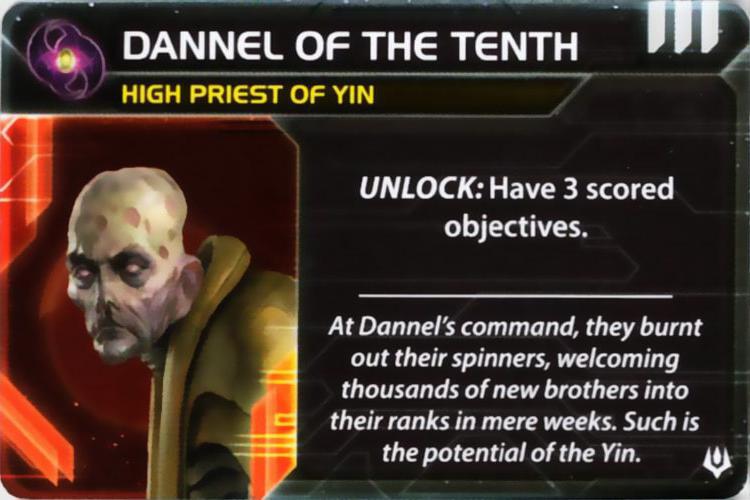 DANNEL OF THE TENTH
HIGH PRIEST OF YIN
UNLOCK: Have 3 scored
objectives.
At Dannel's command, they burnt
out their spinners, welcoming
thousands of new brothers into
their ranks in mere weeks. Such is
the potential of the Yin.